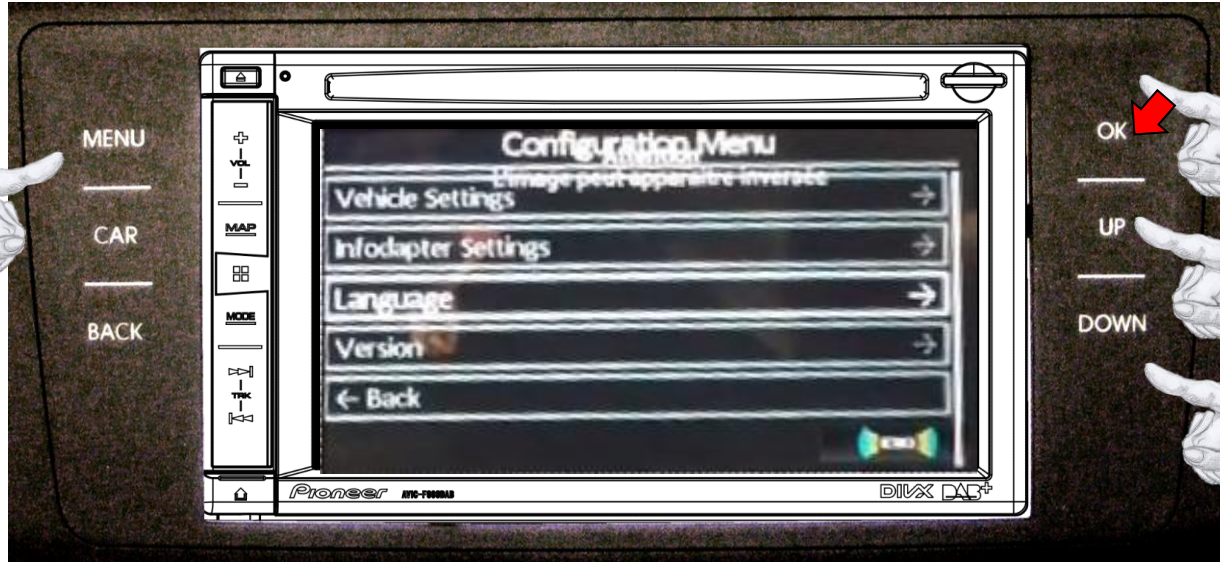 MENU
CAR
BACK
VOL
MAP
MODE
TRK
Configuration Menu
Attention
L'image peut apparaître inversée
Vehicle Settings →
Infodapter Settings →
Language →
Version →
← Back
Pioneer
DIVX DAB+
OK
UP
DOWN